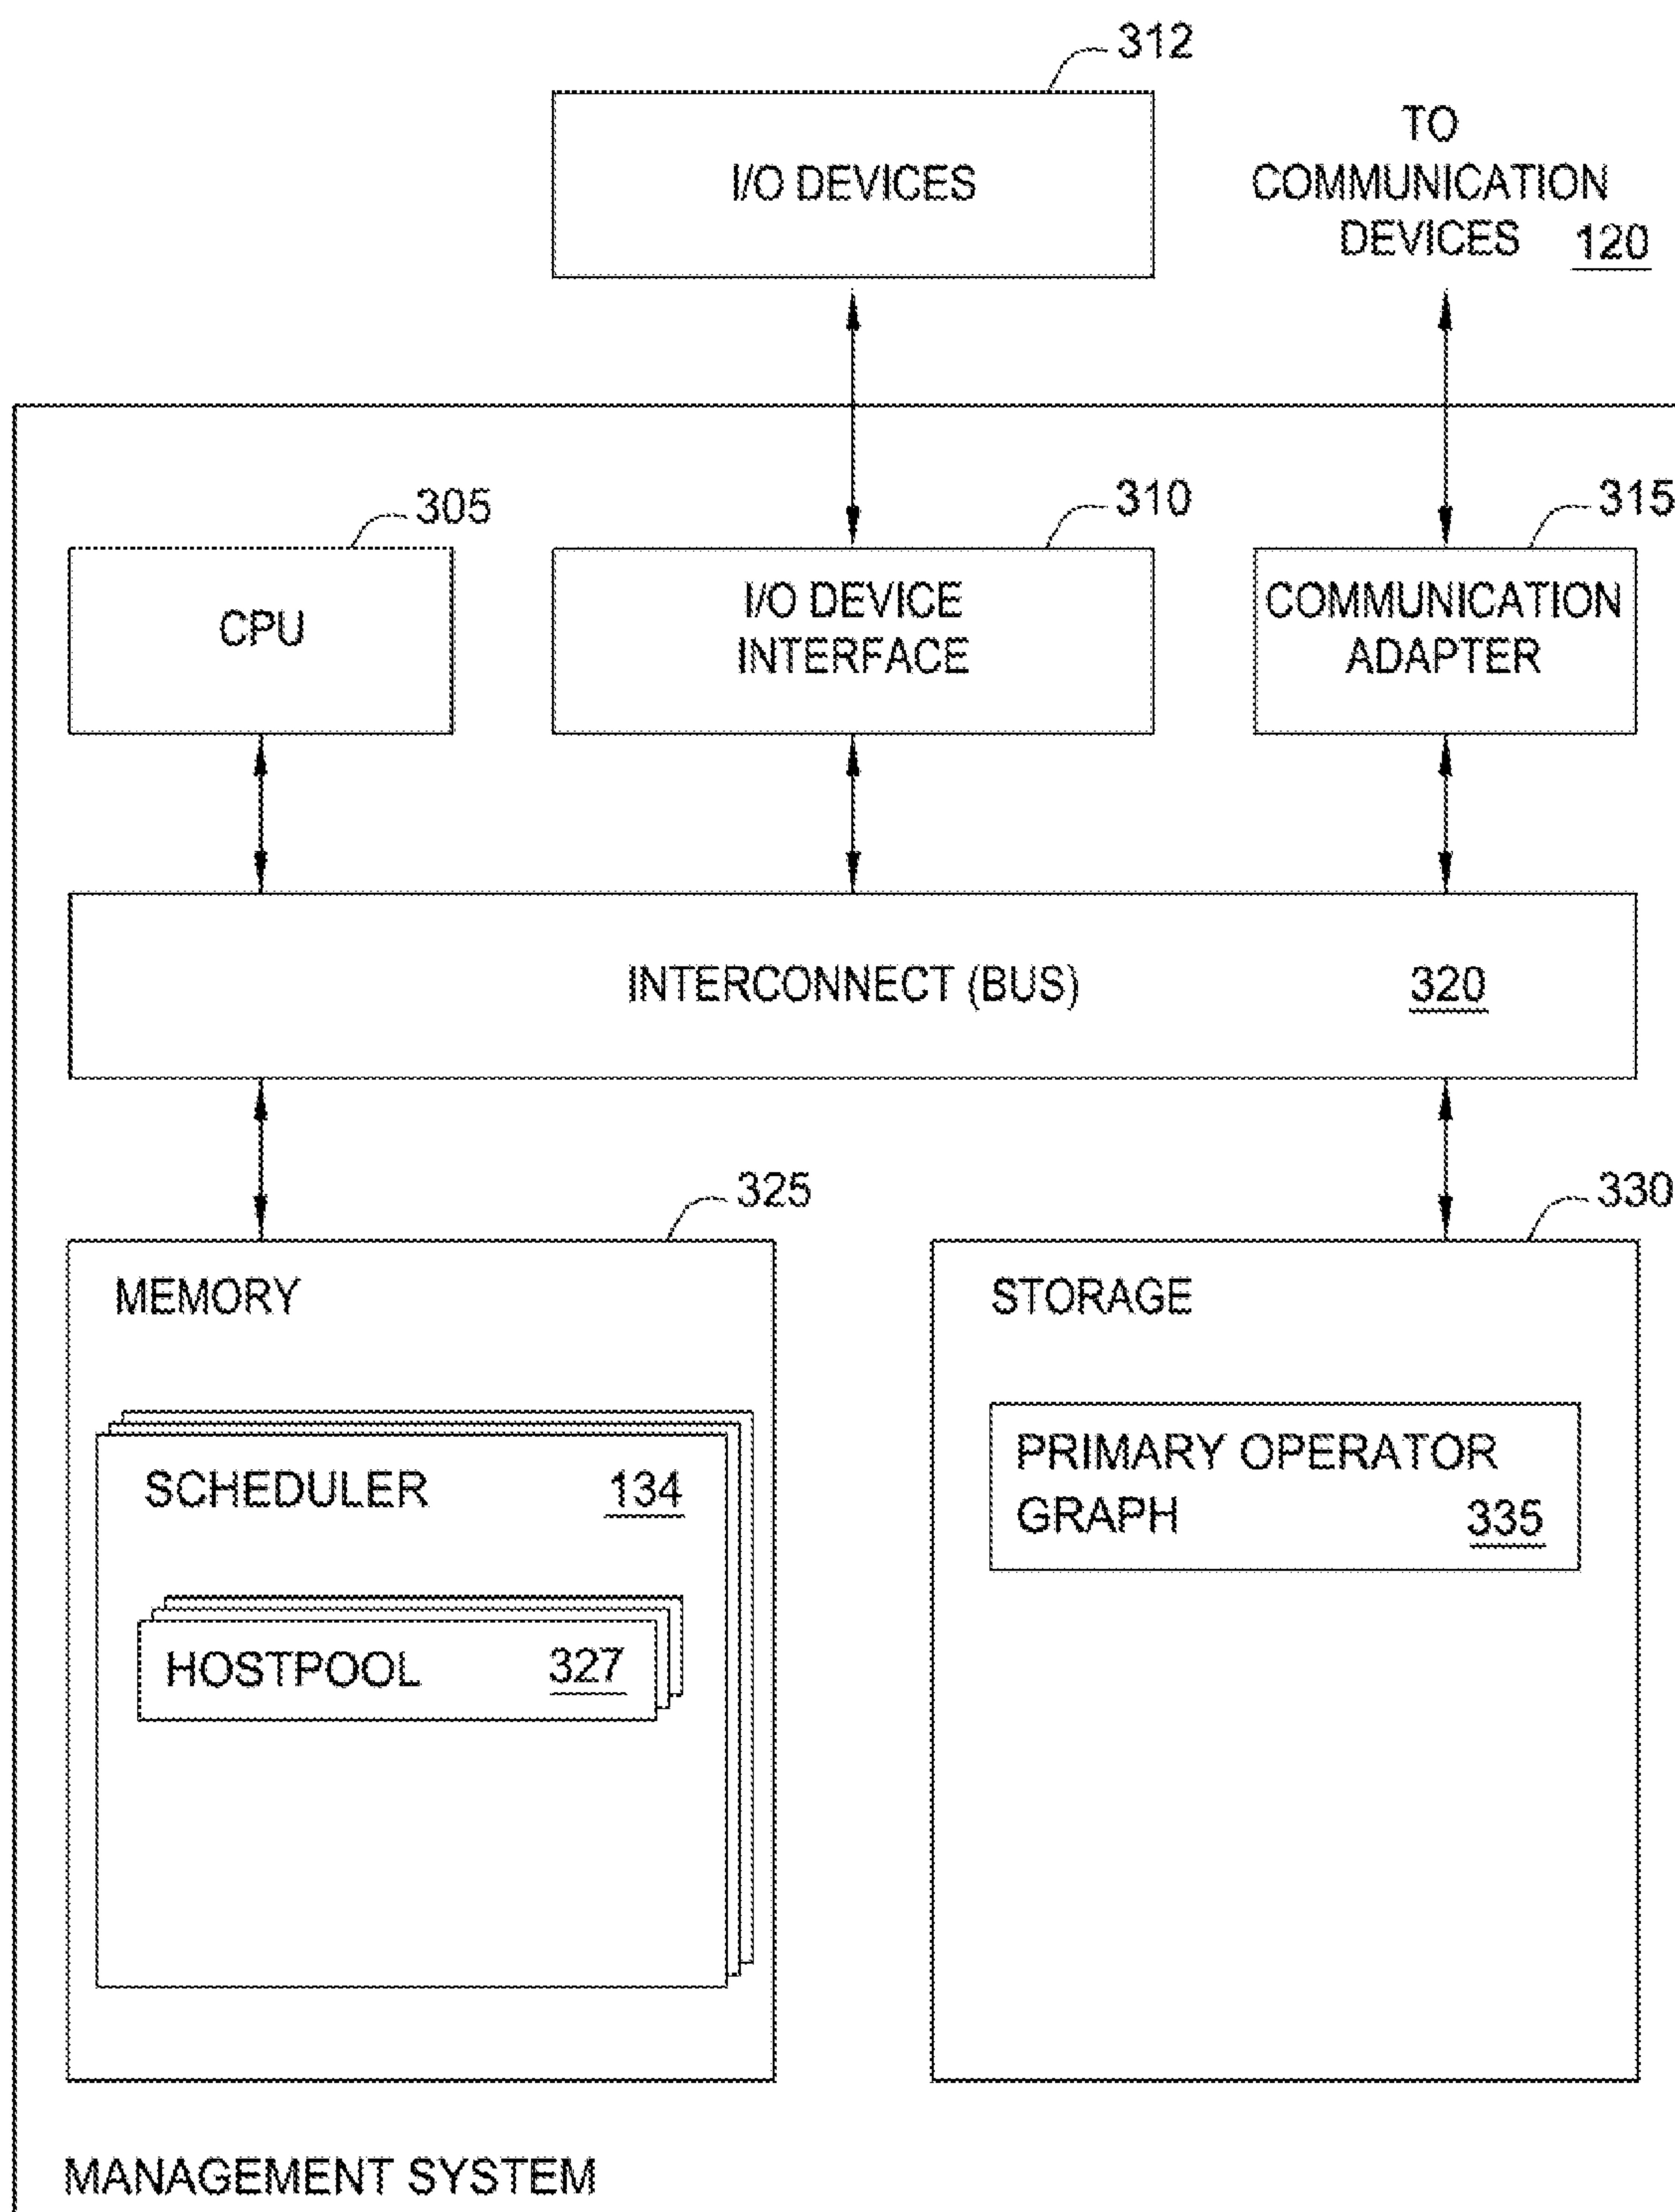 312
I/O DEVICES
TO
COMMUNICATION
DEVICES 120
305
310
315
CPU
I/O DEVICE
INTERFACE
COMMUNICATION
ADAPTER
INTERCONNECT (BUS) 320
325
330
MEMORY
STORAGE
SCHEDULER 134
PRIMARY OPERATOR
GRAPH 335
HOSTPOOL 327
MANAGEMENT SYSTEM